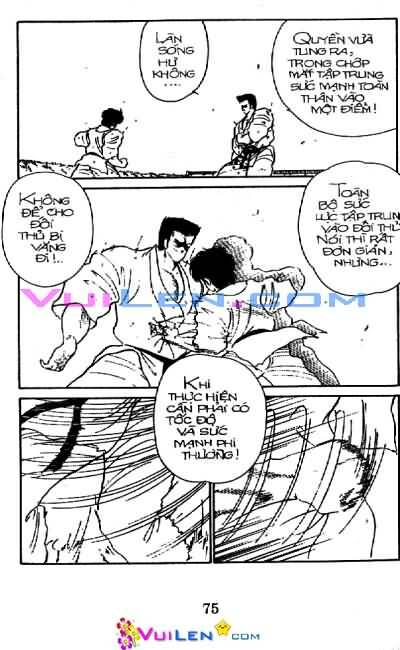 LÀN
SÓNG
HƯ
KHÔNG
....
QUYỀN VỪA
TUNG RA,
TRONG CHỚP
MẮT TẬP TRUNG
SỨC MẠNH TOÀN
THÂN VÀO
MỘT ĐIỂM!
KHÔNG
ĐỂ CHO
ĐỐI
THỦ BỊ
VĂNG
ĐI!..
TOÀN
BỘ SỨC
LỰC TẬP TRUNG
VÀO ĐỐI THỦ
NÓI THÌ RẤT
ĐƠN GIẢN,
NHƯNG...
VUILEN.COM
KHI
THỰC HIỆN
CẦN PHẢI CÓ
TỐC ĐỘ
VÀ SỨC
MẠNH PHI
THƯỜNG!
75
VUILEN.COM